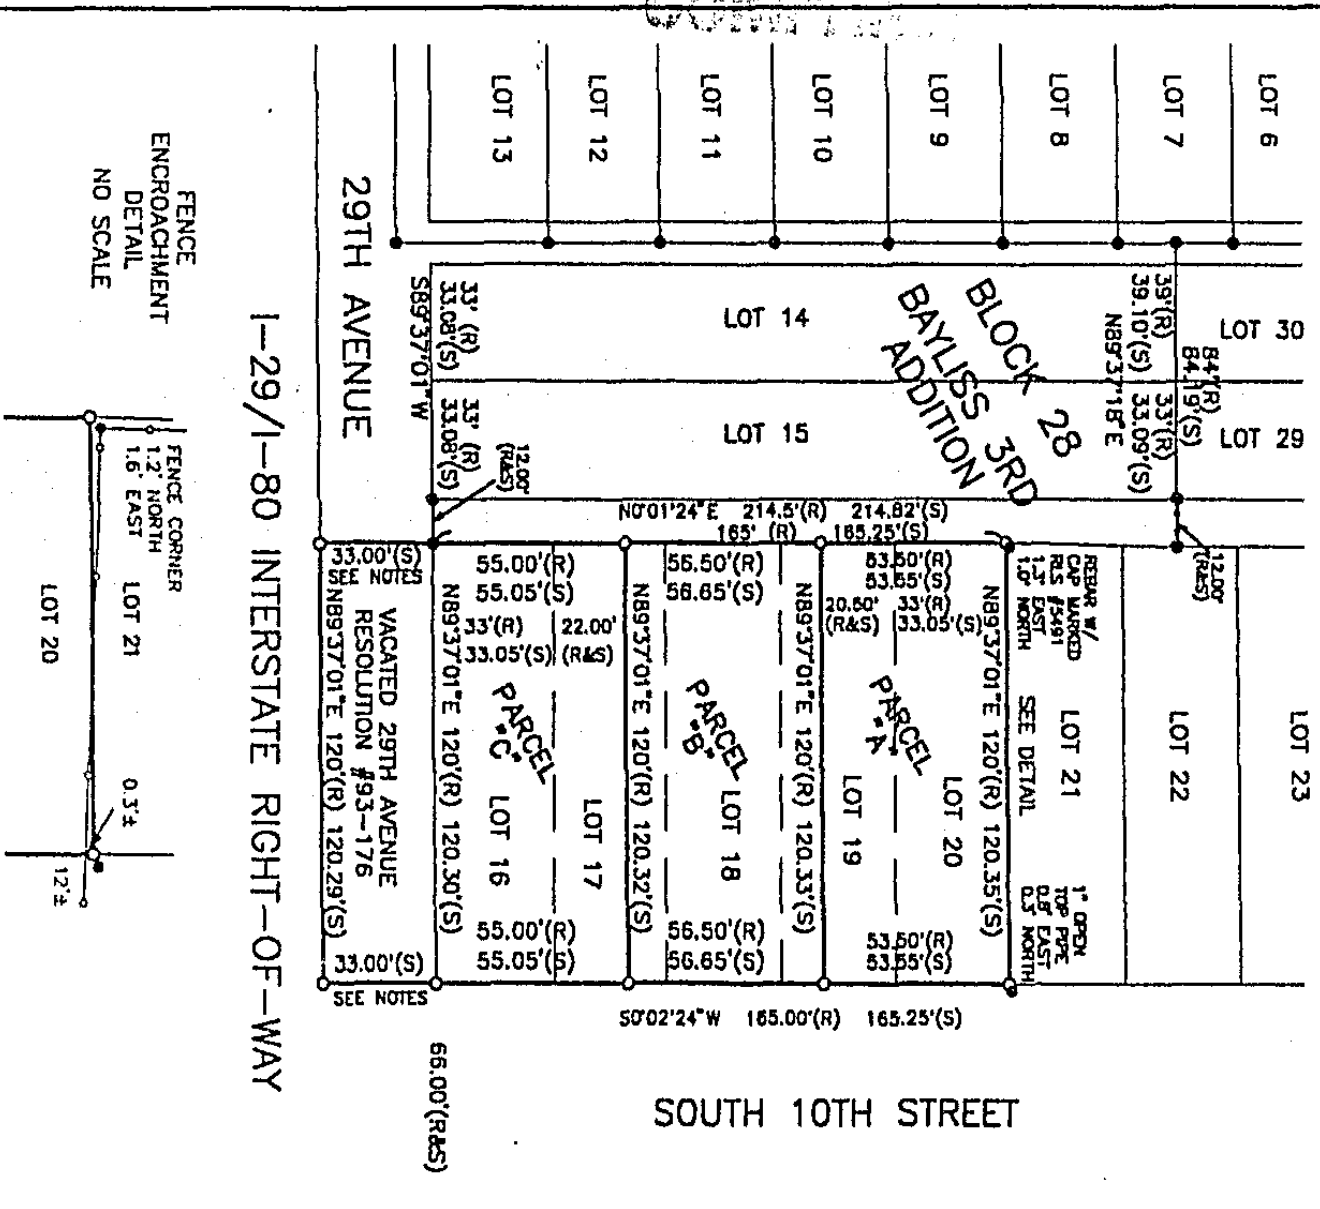 LOT 13
LOT 12
LOT 11
LOT 10
LOT 9
LOT 8
LOT 7
LOT 6
FENCE
ENCROACHMENT
DETAIL
NO SCALE
29TH AVENUE
I-29/I-80 INTERSTATE RIGHT-OF-WAY
33' (R)
33.08'(S)
S89°37'01"W
33' (R)
33.08'(S)
12.00'
(R&S)
LOT 14
LOT 15
BLOCK 28
BAYLISS 3RD
ADDITION
39'(R)
39.10'(S)
N89°37'18"E
33'(R)
33.09'(S)
84'(R)
84.19'(S)
LOT 30
LOT 29
12.00'
(R&S)
N0°01'24"E 214.5'(R) 214.82'(S)
165' (R) 165.25'(S)
33.00'(S)
SEE NOTES
55.00'(R)
55.05'(S)
33'(R)
33.05'(S)
22.00'
(R&S)
56.50'(R)
56.65'(S)
53.50'(R)
53.55'(S)
20.50'
(R&S)
33'(R)
33.05'(S)
REBAR W/
CAP MARKED
RLS #5491
1.3' EAST
1.0' NORTH
SEE DETAIL
N89°37'01"E 120'(R) 120.29'(S)
VACATED 29TH AVENUE
RESOLUTION #93-176
N89°37'01"E 120'(R) 120.30'(S)
PARCEL
"C"
LOT 16
LOT 17
N89°37'01"E 120'(R) 120.32'(S)
PARCEL
"B"
LOT 18
N89°37'01"E 120'(R) 120.33'(S)
PARCEL
"A"
LOT 19
LOT 20
N89°37'01"E 120'(R) 120.35'(S)
LOT 21
LOT 22
LOT 23
1" OPEN
TOP PIPE
0.8' EAST
0.3' NORTH
33.00'(S)
SEE NOTES
55.00'(R)
55.05'(S)
56.50'(R)
56.65'(S)
53.50'(R)
53.55'(S)
S0°02'24"W 165.00'(R) 165.25'(S)
66.00'(R&S)
SOUTH 10TH STREET
FENCE CORNER
1.2' NORTH
1.6' EAST
LOT 21
LOT 20
0.3'±
12'±